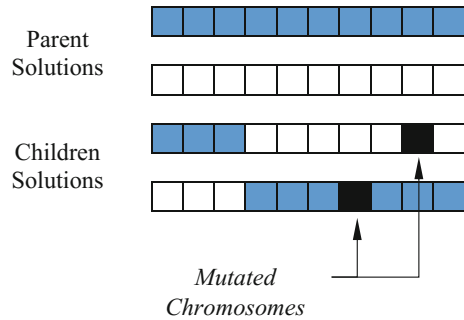 Parent
Solutions
Children
Solutions
Mutated
Chromosomes